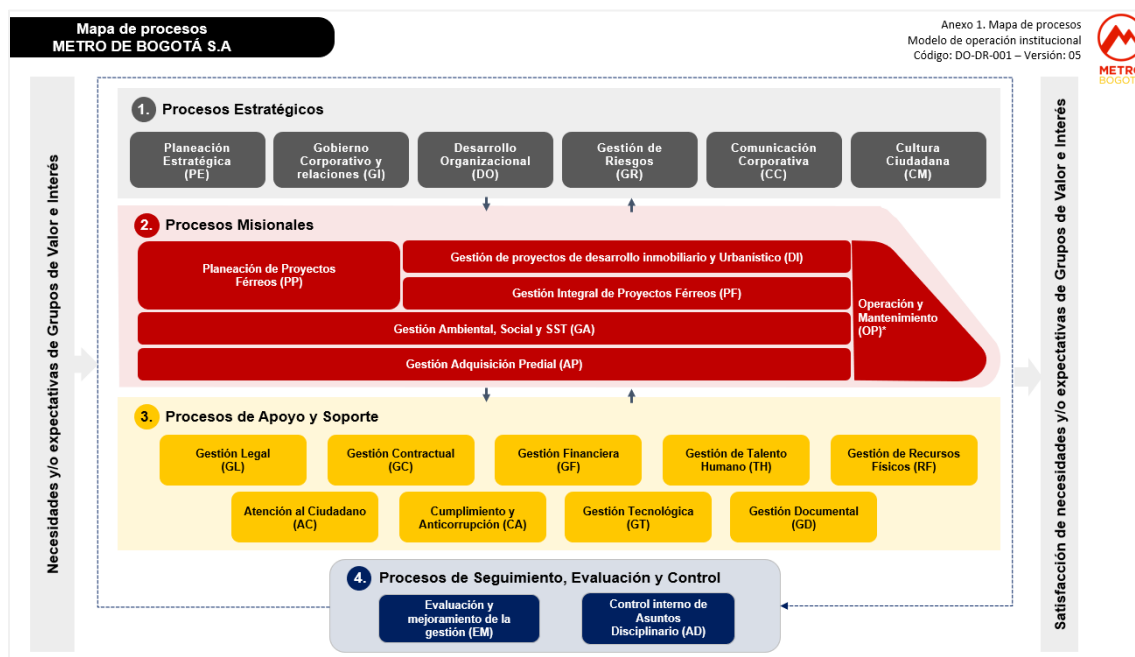 Mapa de procesos
METRO DE BOGOTÁ S.A
Anexo 1. Mapa de procesos
Modelo de operación institucional
Código: DO-DR-001 – Versión: 05
METRO
BOGOT
Necesidades y/o expectativas de Grupos de Valor e Interés
1. Procesos Estratégicos
Planeación
Estratégica
(PE)
Gobierno
Corporativo y
relaciones (GI)
Desarrollo
Organizacional
(DO)
Gestión de
Riesgos
(GR)
Comunicación
Corporativa
(CC)
Cultura
Ciudadana
(CM)
2. Procesos Misionales
Planeación de Proyectos
Férreos (PP)
Gestión de proyectos de desarrollo inmobiliario y Urbanístico (DI)
Gestión Integral de Proyectos Férreos (PF)
Gestión Ambiental, Social y SST (GA)
Gestión Adquisición Predial (AP)
Operación y
Mantenimiento
(OP)*
3. Procesos de Apoyo y Soporte
Gestión Legal
(GL)
Gestión Contractual
(GC)
Gestión Financiera
(GF)
Gestión de Talento
Humano (TH)
Gestión de Recursos
Físicos (RF)
Atención al Ciudadano
(AC)
Cumplimiento y
Anticorrupción (CA)
Gestión Tecnológica
(GT)
Gestión Documental
(GD)
4. Procesos de Seguimiento, Evaluación y Control
Evaluación y
mejoramiento de la
gestión (EM)
Control interno de
Asuntos
Disciplinario (AD)
Satisfacción de necesidades y/o expectativas de Grupos de Valor e Interés